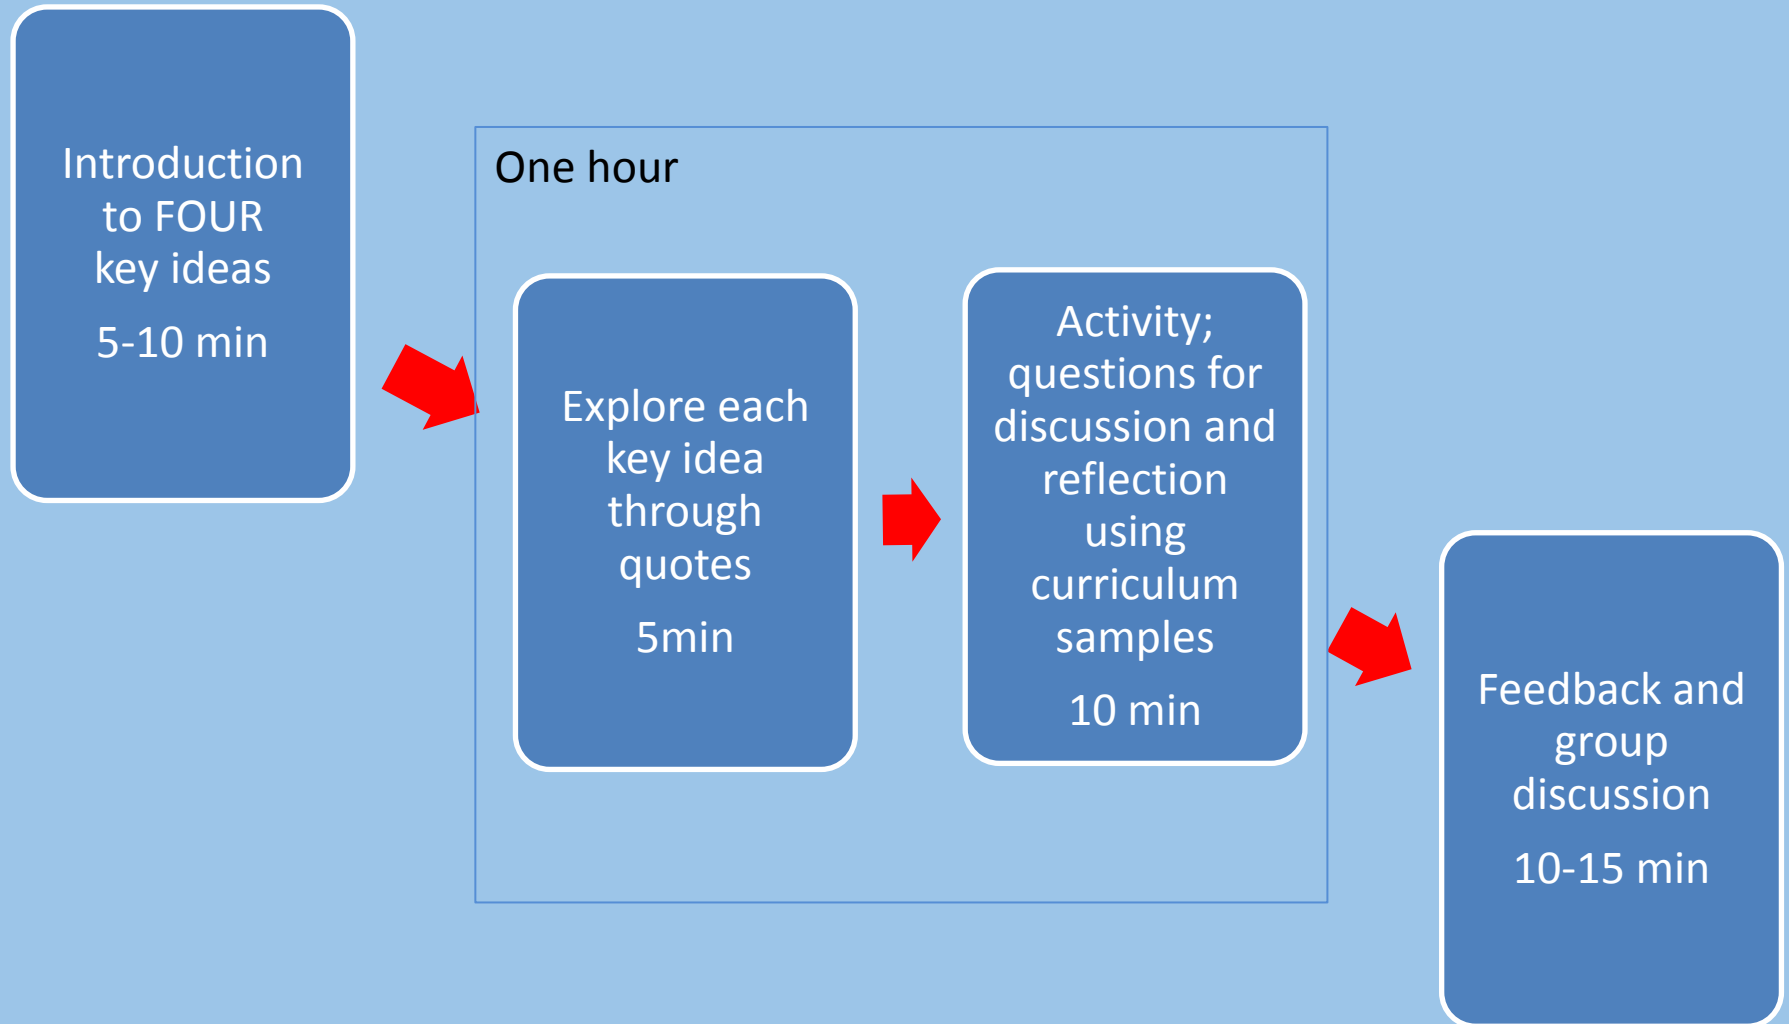 Introduction
to FOUR
key ideas
5-10 min
One hour
Explore each
key idea
through
quotes
5min
Activity;
questions for
discussion and
reflection
using
curriculum
samples
10 min
Feedback and
group
discussion
10-15 min